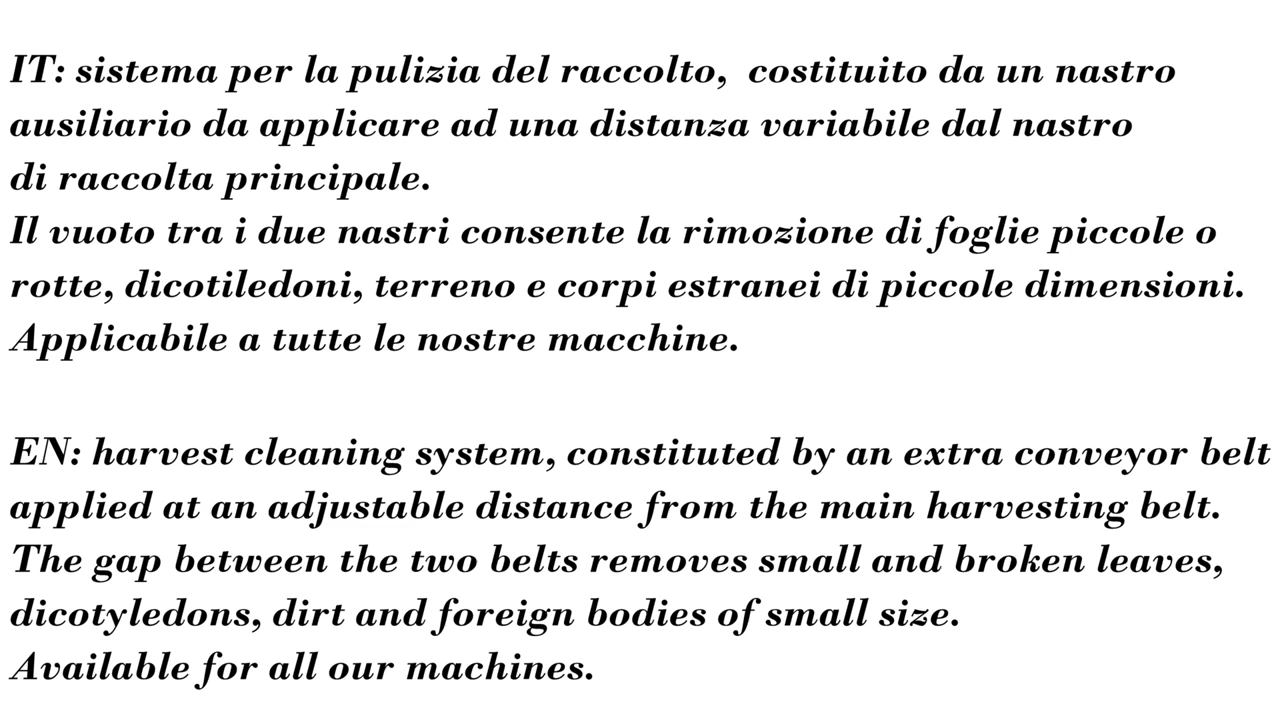 IT: sistema per la pulizia del raccolto, costituito da un nastro
ausiliario da applicare ad una distanza variabile dal nastro
di raccolta principale.
Il vuoto tra i due nastri consente la rimozione di foglie piccole o
rotte, dicotiledoni, terreno e corpi estranei di piccole dimensioni.
Applicabile a tutte le nostre macchine.
EN: harvest cleaning system, constituted by an extra conveyor belt
applied at an adjustable distance from the main harvesting belt.
The gap between the two belts removes small and broken leaves,
dicotyledons, dirt and foreign bodies of small size.
Available for all our machines.